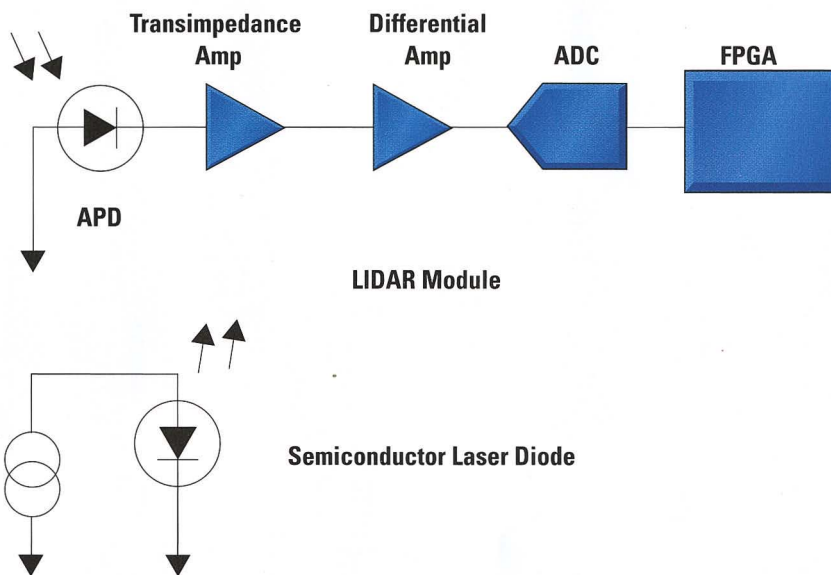 Transimpedance
Amp
Differential
Amp
ADC
FPGA
APD
LIDAR Module
Semiconductor Laser Diode